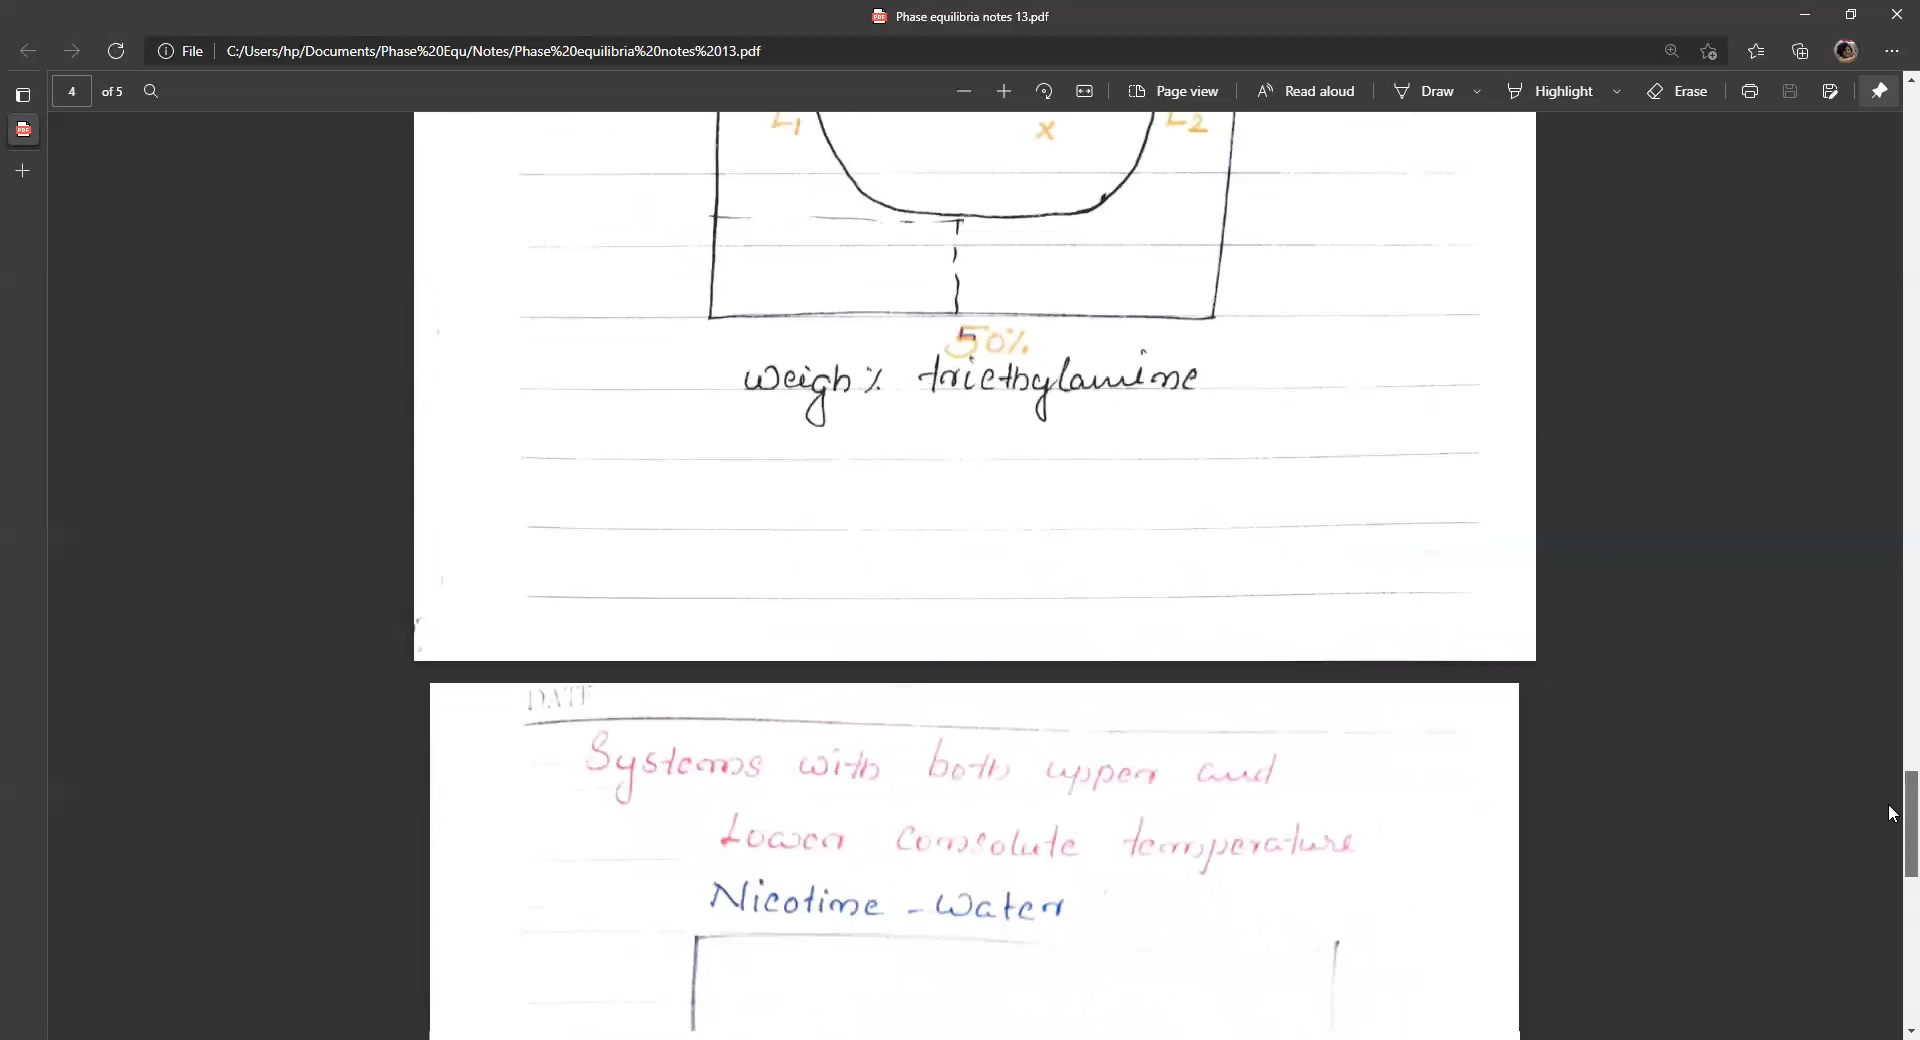 Phase equilibria notes 13.pdf
File C:/Users/hp/Documents/Phase%20Equ/Notes/Phase%20equilibria%20notes%2013.pdf
4 of 5 Page view Read aloud Draw Highlight Erase
L1 x L2
50%
weigh% triethylamine
DATE
Systems with both upper and
Lower consolute temperature
Nicotine - Water